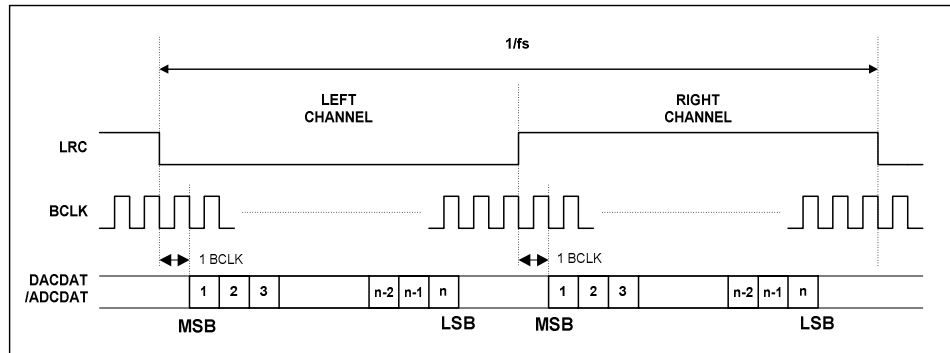 1/fs
LEFT
CHANNEL
RIGHT
CHANNEL
LRC
BCLK
1 BCLK
1 BCLK
DACDAT
/ADCDAT
1 2 3 n-2 n-1 n 1 2 3 n-2 n-1 n
MSB LSB MSB LSB